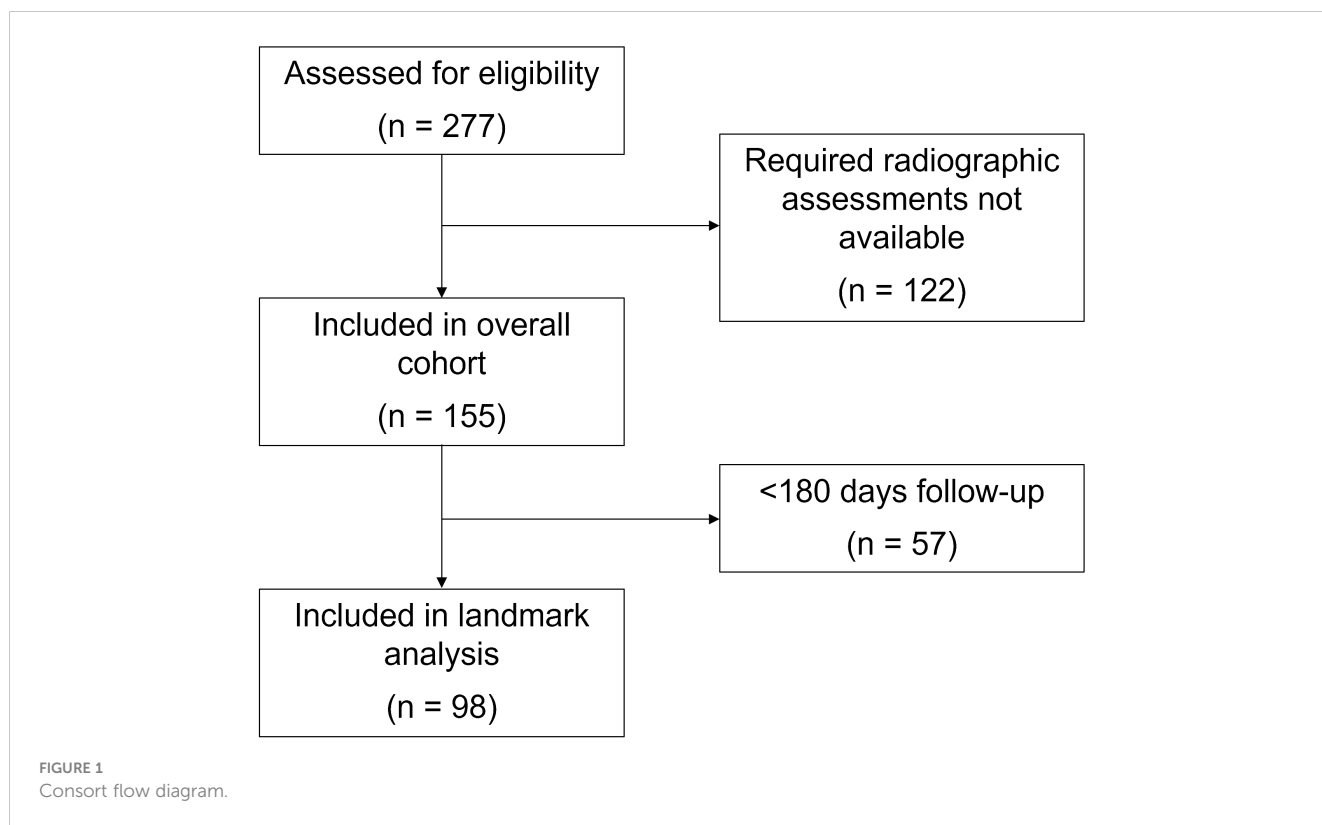 Assessed for eligibility
(n = 277)
Required radiographic
assessments not
available
(n = 122)
Included in overall
cohort
(n = 155)
<180 days follow-up
(n = 57)
Included in landmark
analysis
(n = 98)
FIGURE 1
Consort flow diagram.